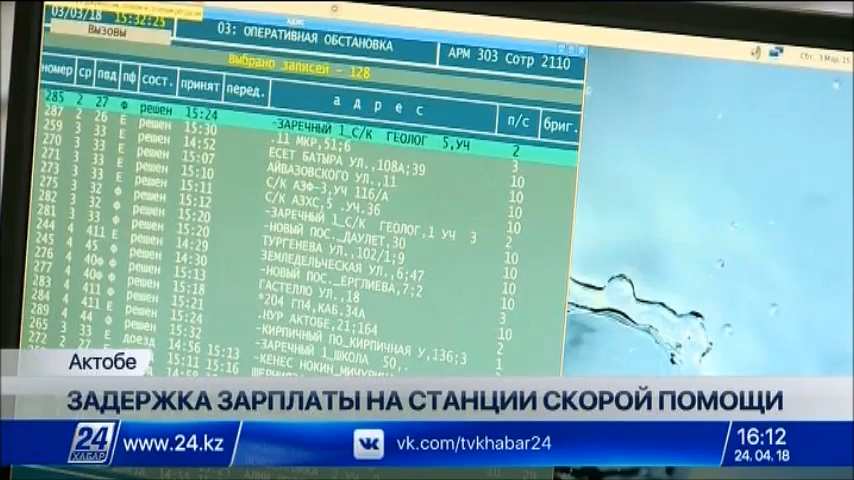 03/03/18 15:32:25
03: ОПЕРАТИВНАЯ ОБСТАНОВКА
АРМ 303 Сотр 2110
Вызовы
Выбрано записей - 128
номер ср пвд пф сост. принят перед. адрес п/с бриг.
285 2 27 Ф решен 15:24 -ЗАРЕЧНЫЙ 1_С/К ГЕОЛОГ 5,УЧ 2
287 2 26 Е решен 15:30 .11 МКР,51;6 3
259 3 33 Е решен 14:52 ЕСЕТ БАТЫРА УЛ.,108А;39 10
270 3 33 Е решен 15:07 АЙВАЗОВСКОГО УЛ.,11 10
271 3 33 Е решен 15:10 С/К АЗФ-3,УЧ 116/А 10
273 3 33 Ф решен 15:11 С/К АЗХС,5 .УЧ.36 10
275 3 32 Ф решен 15:12 -ЗАРЕЧНЫЙ 1_С/К ГЕОЛОГ,1 УЧ 3 2
282 3 32 Ф решен 15:20 -НОВЫЙ ПОС._ДАУЛЕТ,30 10
281 3 33 Ф решен 15:20 ТУРГЕНЕВА УЛ.,102/1;9 10
244 4 411 Е решен 14:29 ЗЕМЛЕДЕЛЬЧЕСКАЯ УЛ.,6;47 10
245 4 45 Ф решен 14:30 -НОВЫЙ ПОС._ЕРГЛИЕВА,7;2 10
276 4 40Ф Ф решен 15:13 ГАСТЕЛЛО УЛ.,18 10
277 4 40Ф Ф решен 15:18 *204 ГП4,КАБ.34А 3
283 4 411 Ф решен 15:21 .НУР АКТОБЕ,21;164 10
284 4 411 Е решен 15:24 -КИРПИЧНЫЙ ПО_КИРПИЧНАЯ У,136;3 1
289 4 44 Ф решен 15:32 -ЗАРЕЧНЫЙ 1_ШКОЛА 50,. 2
265 3 33 Е доезд 14:56 15:13 -КЕНЕС НОКИН_МИЧУРИН
272 2 15:11 15:16
Актобе
ЗАДЕРЖКА ЗАРПЛАТЫ НА СТАНЦИИ СКОРОЙ ПОМОЩИ
24 ХАБАР
www.24.kz
vk.com/tvkhabar24
16:12
24.04.18